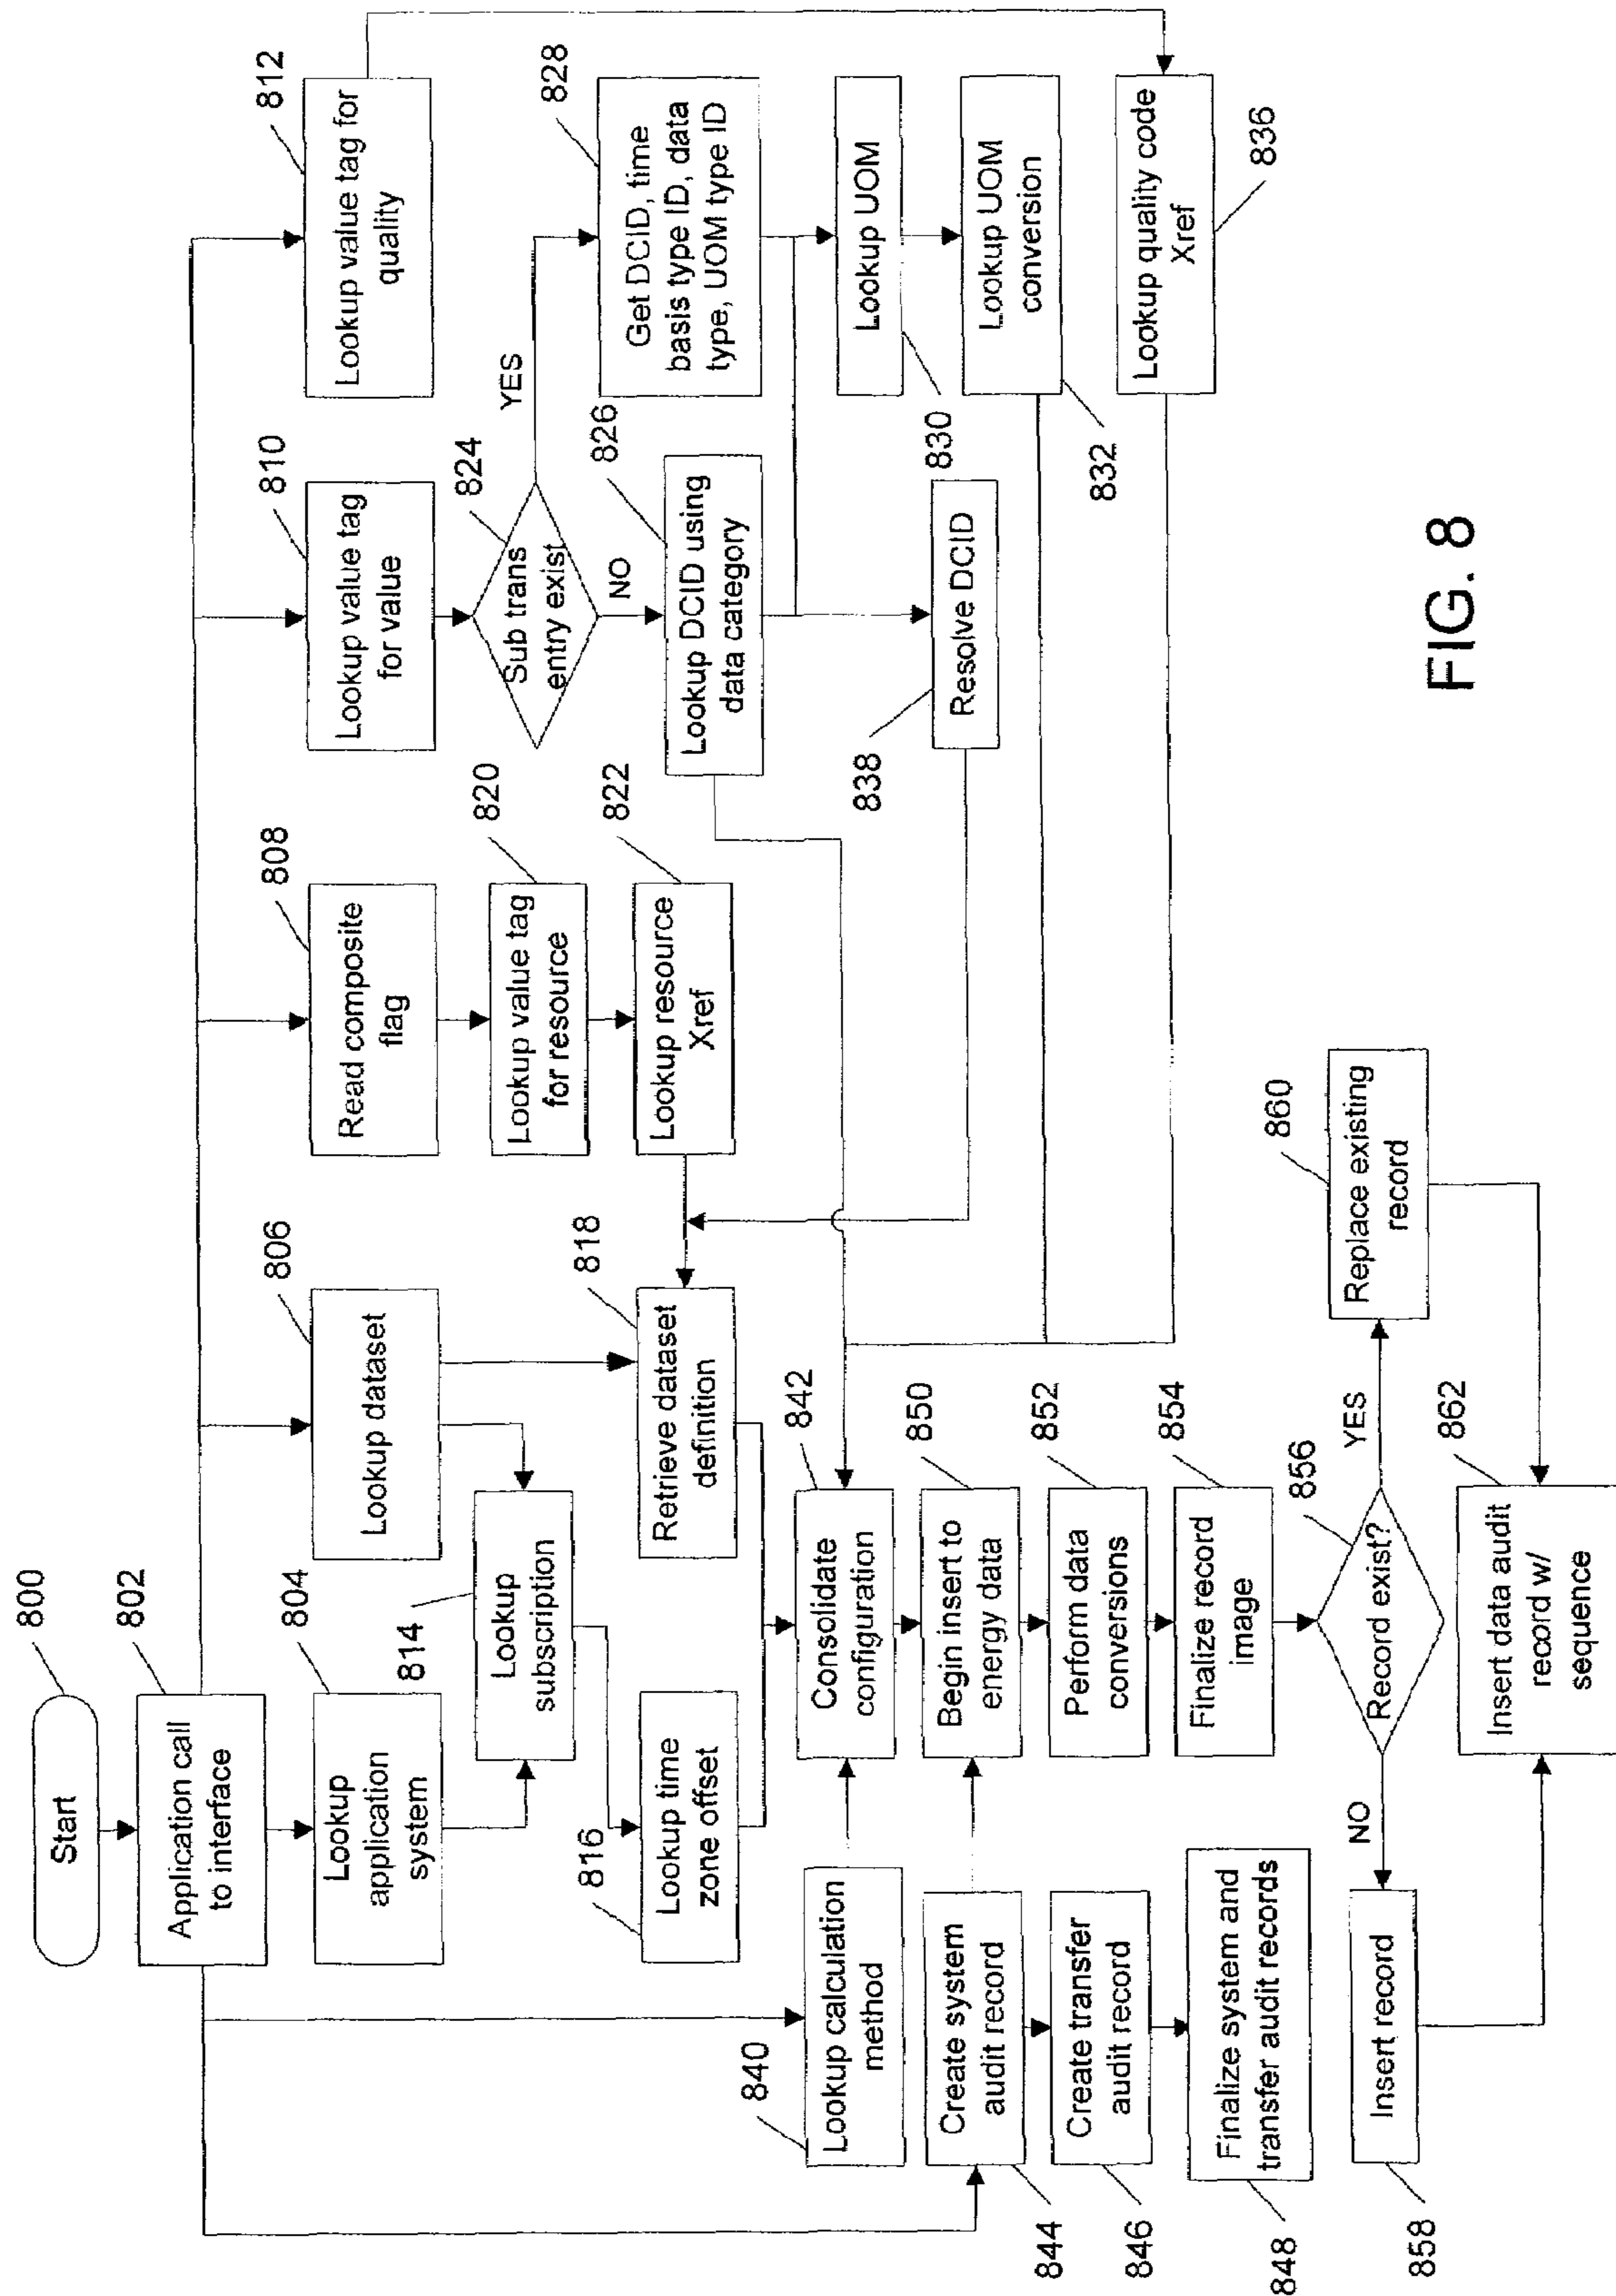 Start
800
Application call
to interface
802
Lookup
application
system
804
Lookup dataset
806
Read composite
flag
808
Lookup value tag
for value
810
Lookup value tag for
quality
812
Lookup
subscription
814
Lookup time
zone offset
816
Retrieve dataset
definition
818
Lookup value tag
for resource
820
Lookup resource
Xref
822
Sub trans
entry exist
824
YES
NO
Lookup DCID using
data category
826
Get DCID, time
basis type ID, data
type, UOM type ID
828
Lookup UOM
830
Lookup UOM
conversion
832
Lookup quality code
Xref
836
Resolve DCID
838
Lookup calculation
method
840
Consolidate
configuration
842
Create system
audit record
844
Create transfer
audit record
846
Finalize system and
transfer audit records
848
Begin insert to
energy data
850
Perform data
conversions
852
Finalize record
image
854
Record exist?
856
NO
YES
Insert record
858
Replace existing
record
860
Insert data audit
record w/
sequence
862
FIG. 8